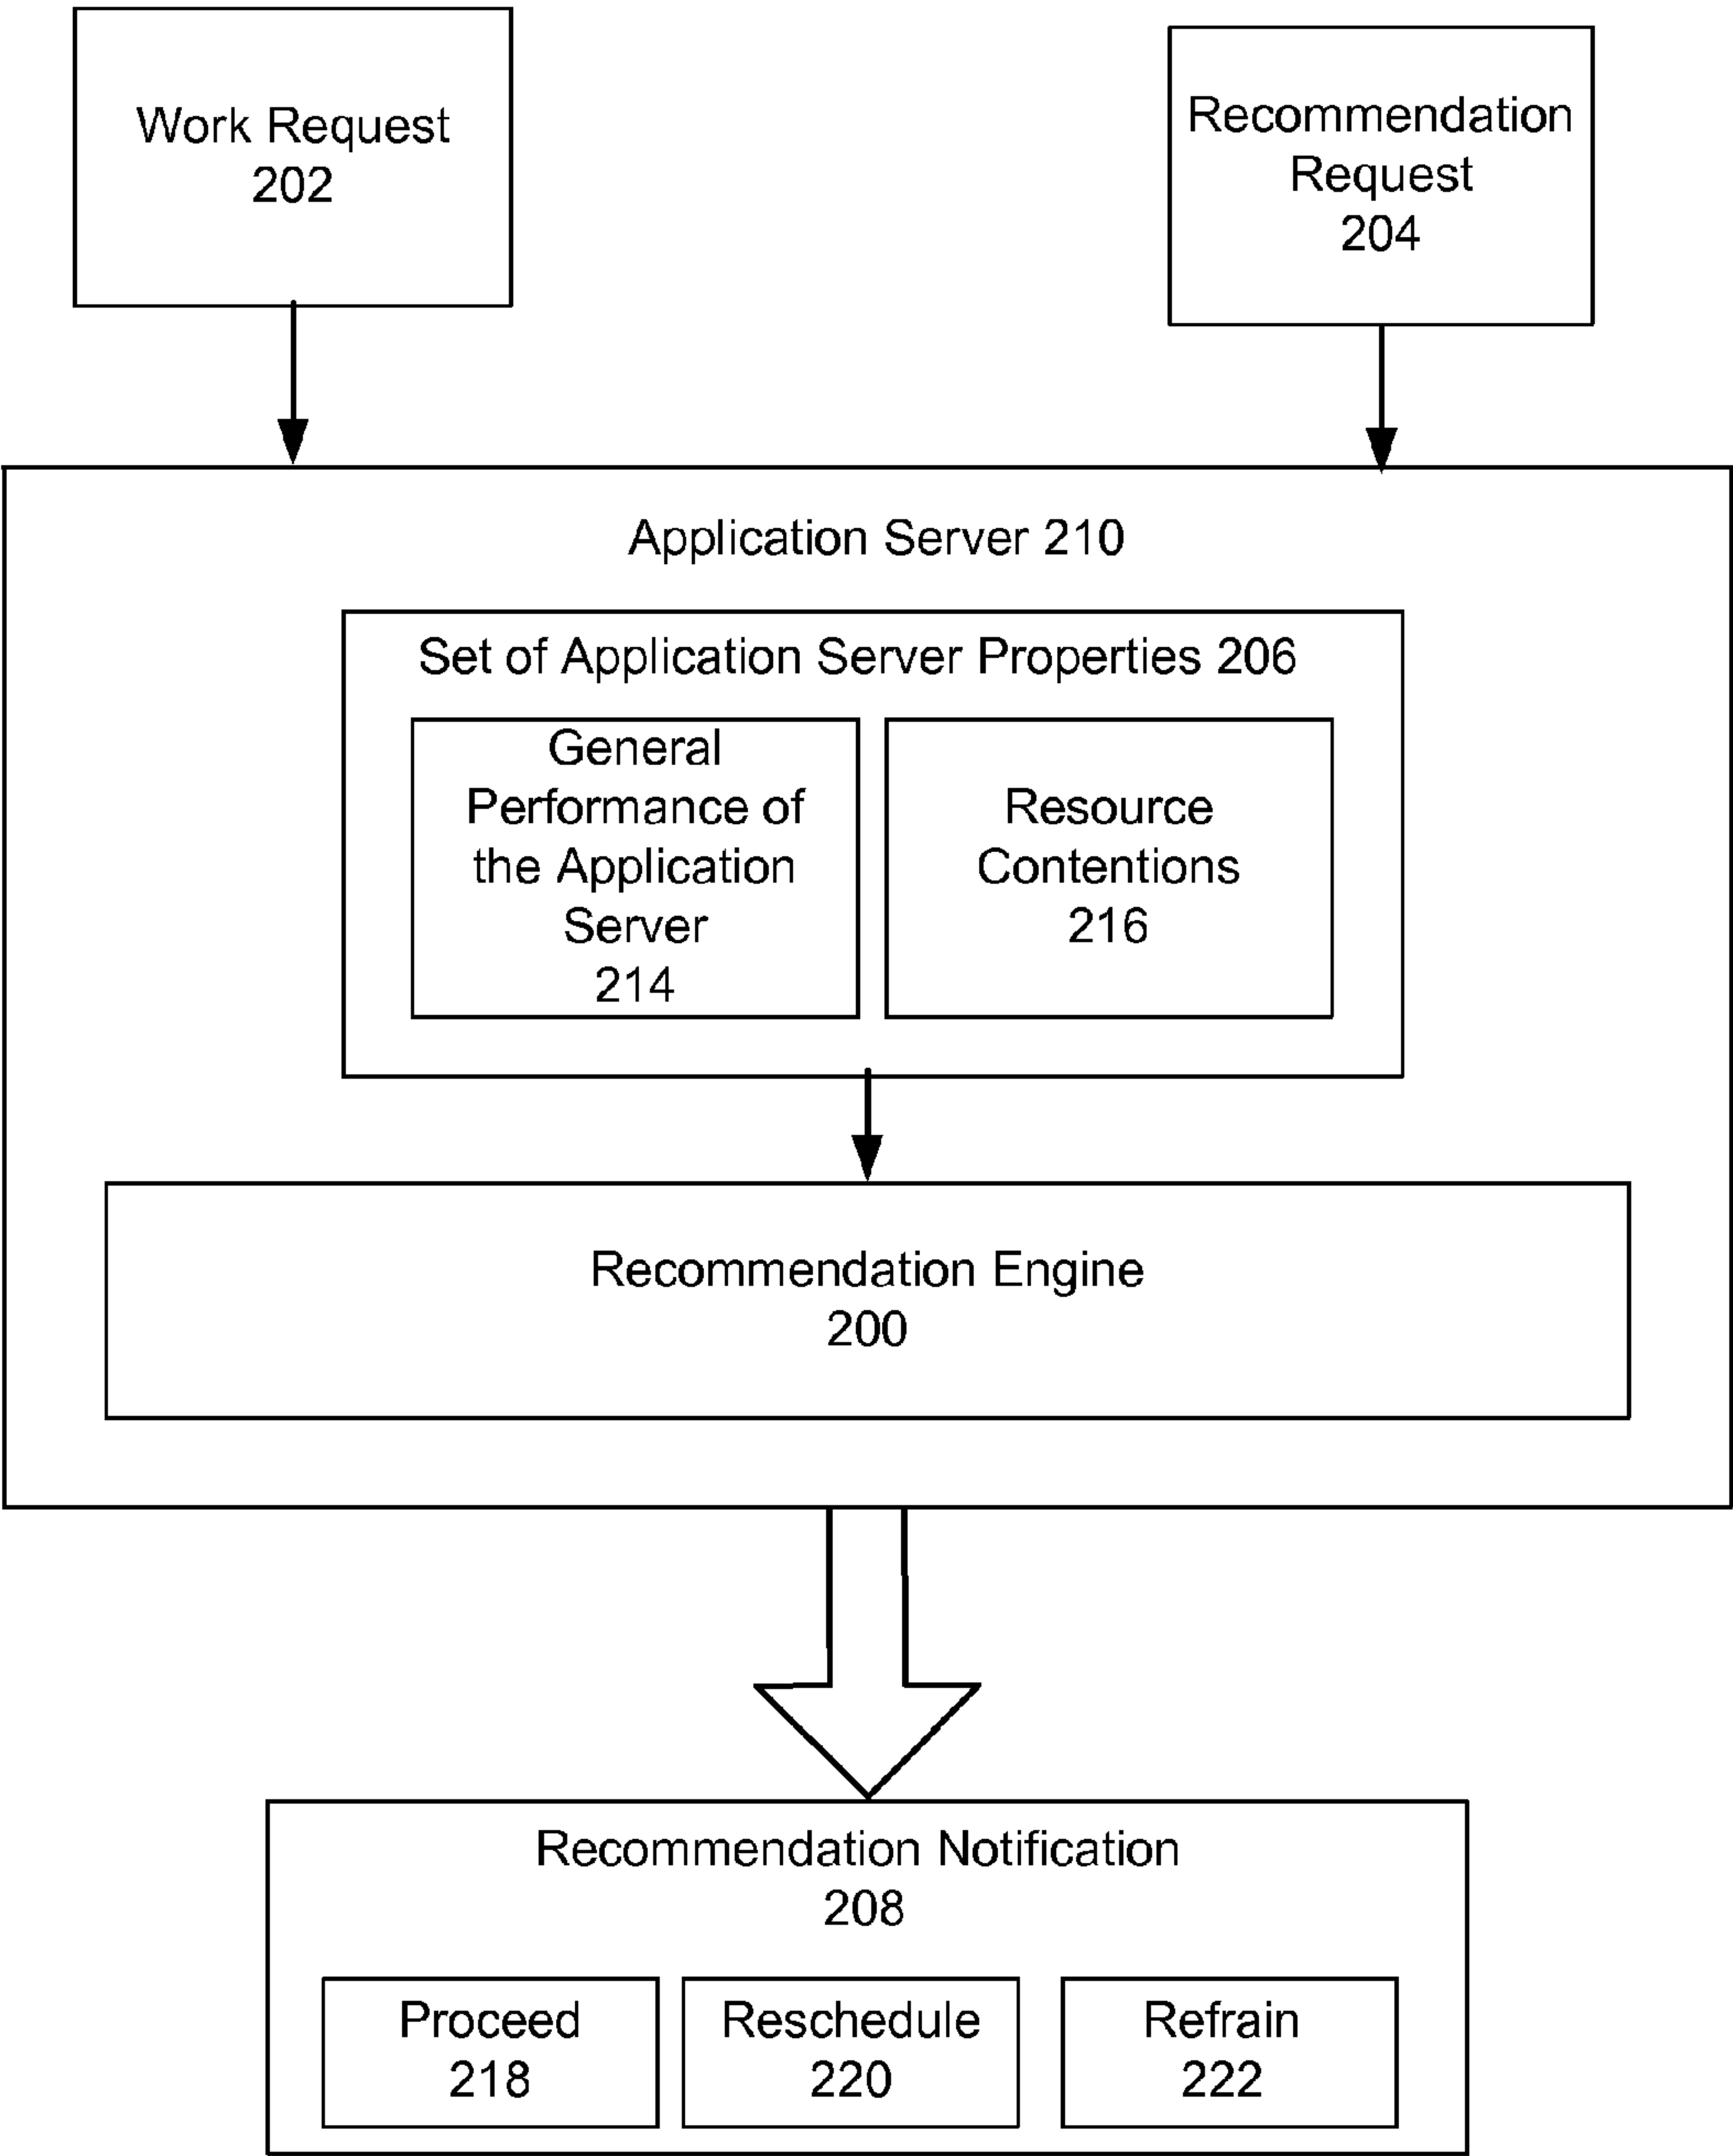 Work Request
202
Recommendation
Request
204
Application Server 210
Set of Application Server Properties 206
General
Performance of
the Application
Server
214
Resource
Contentions
216
Recommendation Engine
200
Recommendation Notification
208
Proceed
218
Reschedule
220
Refrain
222